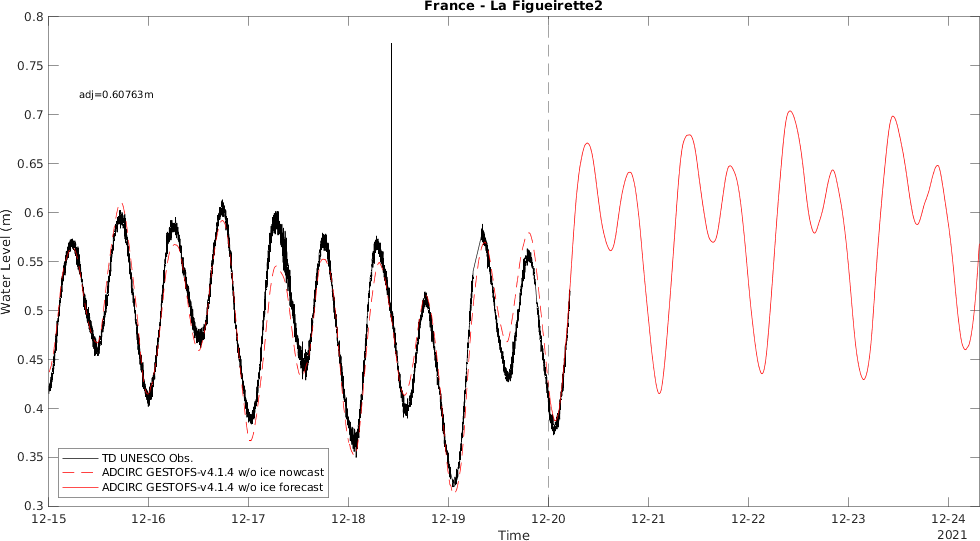 France - La Figueirette2
0.8
0.75
0.7
0.65
0.6
0.55
0.5
0.45
0.4
0.35
0.3
Water Level (m)
adj=0.60763m
TD UNESCO Obs.
ADCIRC GESTOFS-v4.1.4 w/o ice nowcast
ADCIRC GESTOFS-v4.1.4 w/o ice forecast
12-15 12-16 12-17 12-18 12-19 12-20 12-21 12-22 12-23 12-24
Time
2021